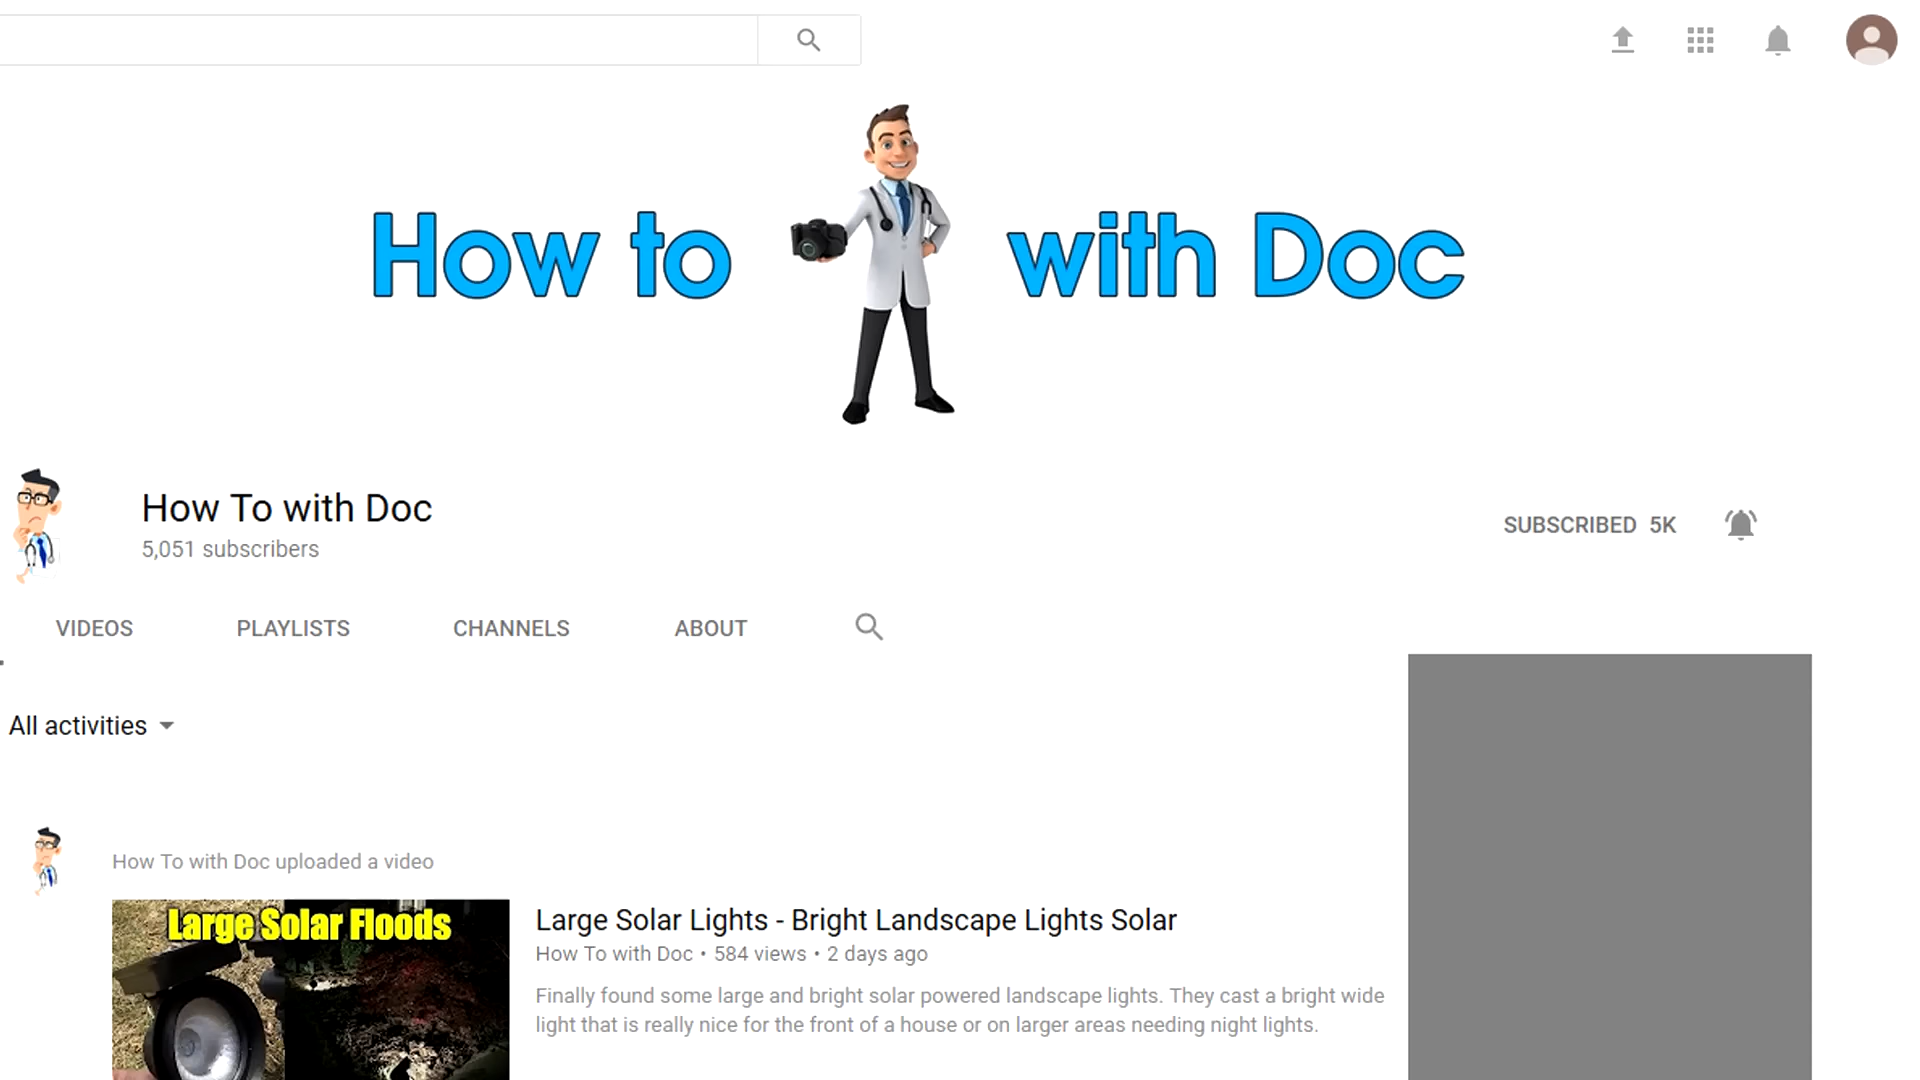 How to with Doc
How To with Doc
5,051 subscribers
SUBSCRIBED 5K
VIDEOS PLAYLISTS CHANNELS ABOUT
All activities
How To with Doc uploaded a video
Large Solar Floods
Large Solar Lights - Bright Landscape Lights Solar
How To with Doc • 584 views • 2 days ago
Finally found some large and bright solar powered landscape lights. They cast a bright wide
light that is really nice for the front of a house or on larger areas needing night lights.